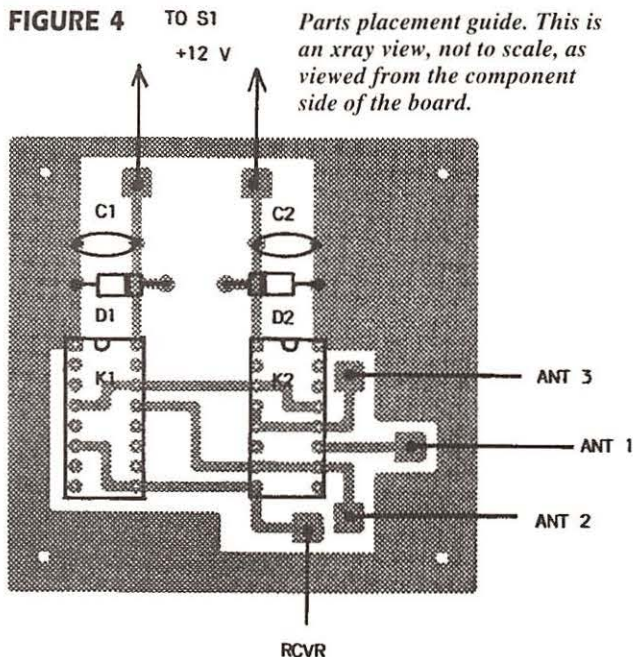 FIGURE 4
TO S1
+12 V
Parts placement guide. This is
an xray view, not to scale, as
viewed from the component
side of the board.
C1
C2
D1
D2
K1
K2
ANT 3
ANT 1
ANT 2
RCVR